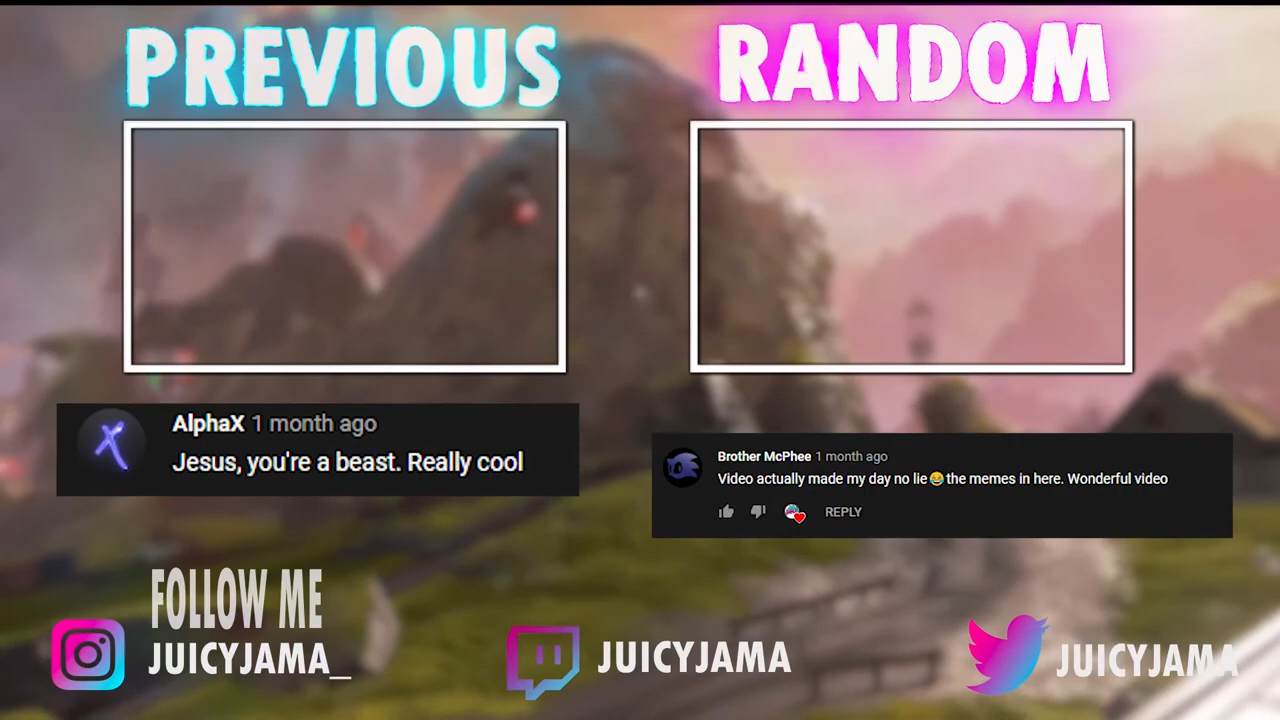 PREVIOUS
RANDOM
AlphaX 1 month ago
Jesus, you're a beast. Really cool
Brother McPhee 1 month ago
Video actually made my day no lie😂the memes in here. Wonderful video
REPLY
FOLLOW ME
JUICYJAMA_
JUICYJAMA
JUICYJAMA